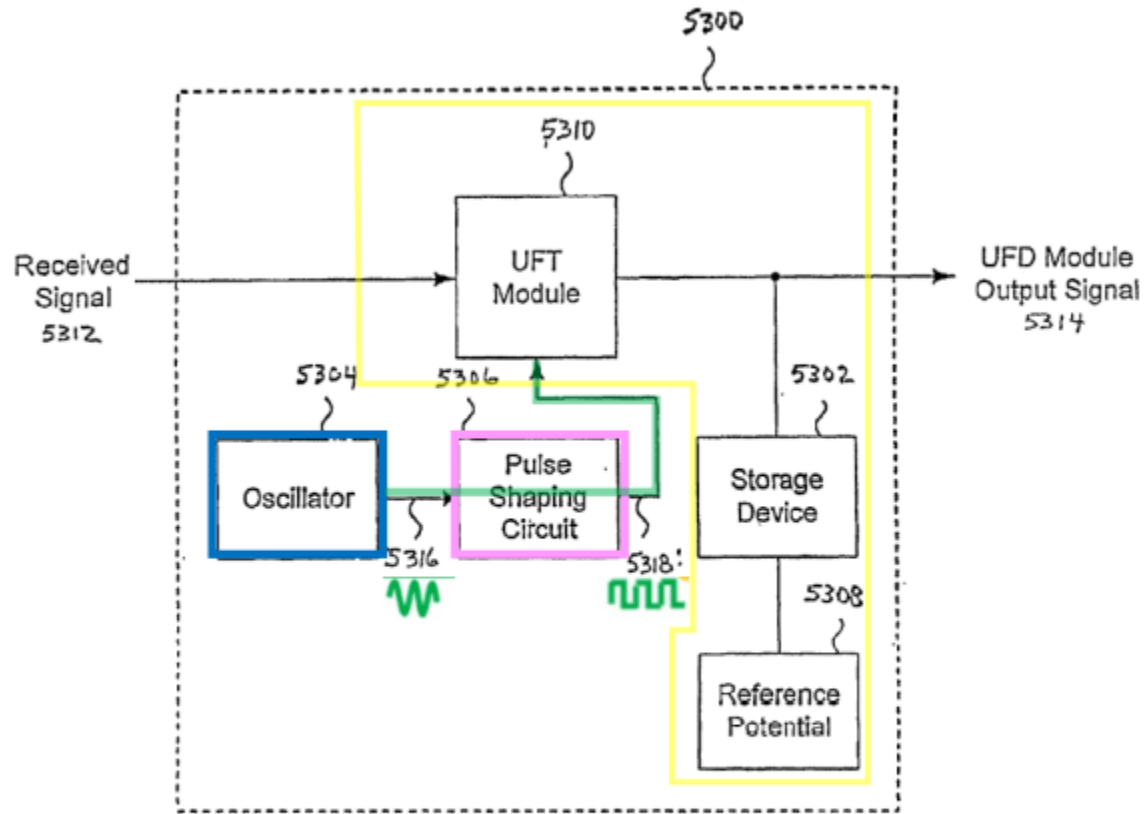 5300
5310
UFT
Module
Received
Signal
5312
UFD Module
Output Signal
5314
5304
5306
5302
Oscillator
Pulse
Shaping
Circuit
Storage
Device
5316
5318
5308
Reference
Potential